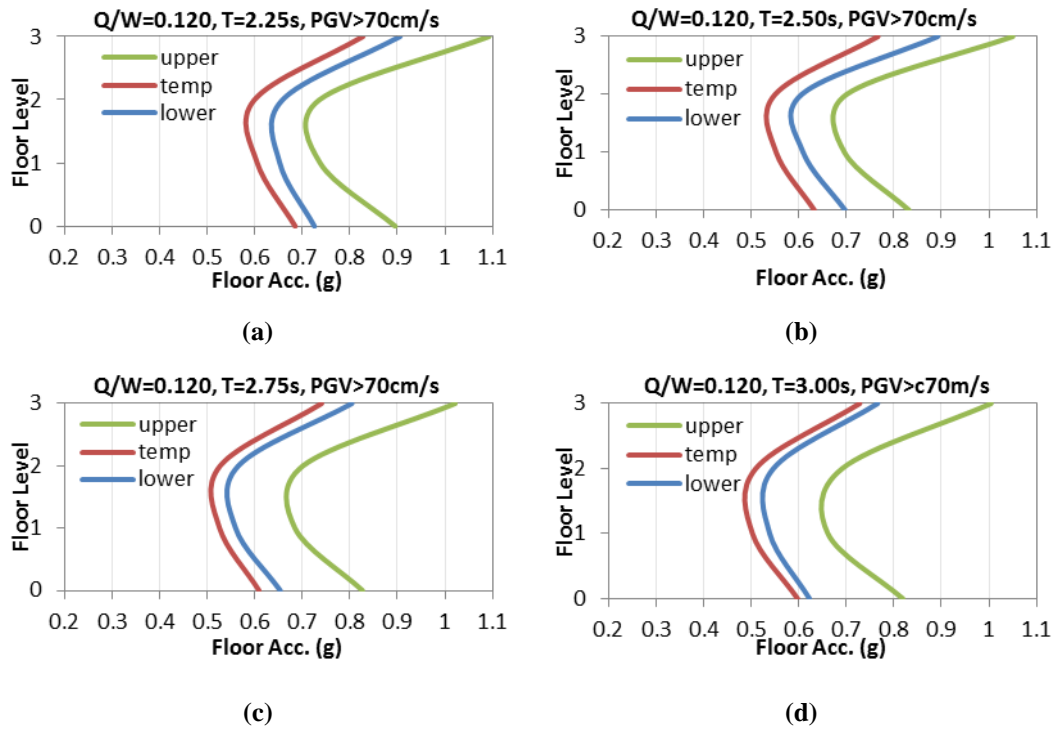 Q/W=0.120, T=2.25s, PGV>70cm/s
3
2
1
0
Floor Level
upper
temp
lower
0.2 0.3 0.4 0.5 0.6 0.7 0.8 0.9 1 1.1
Floor Acc. (g)
(a)
Q/W=0.120, T=2.50s, PGV>70cm/s
3
2
1
0
Floor Level
upper
temp
lower
0.2 0.3 0.4 0.5 0.6 0.7 0.8 0.9 1 1.1
Floor Acc. (g)
(b)
Q/W=0.120, T=2.75s, PGV>70cm/s
3
2
1
0
Floor Level
upper
temp
lower
0.2 0.3 0.4 0.5 0.6 0.7 0.8 0.9 1 1.1
Floor Acc. (g)
(c)
Q/W=0.120, T=3.00s, PGV>c70m/s
3
2
1
0
Floor Level
upper
temp
lower
0.2 0.3 0.4 0.5 0.6 0.7 0.8 0.9 1 1.1
Floor Acc. (g)
(d)